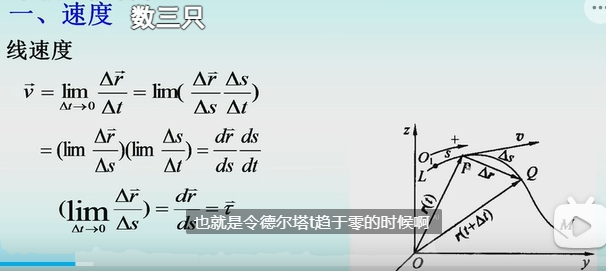 一、速度 数三只
线速度
v⃗ = lim_{Δt→0} Δr⃗/Δt = lim(Δr⃗/Δs Δs/Δt)
= (lim Δr⃗/Δs)(lim Δs/Δt) = dr⃗/ds ds/dt
(lim_{Δt→0} Δr⃗/Δs) = dr⃗/ds = τ⃗
也就是令德尔塔t趋于零的时候啊
z
+
v
O₁ s Δs
L P Δr Q
r(t)
r(t+Δt)
M
O y